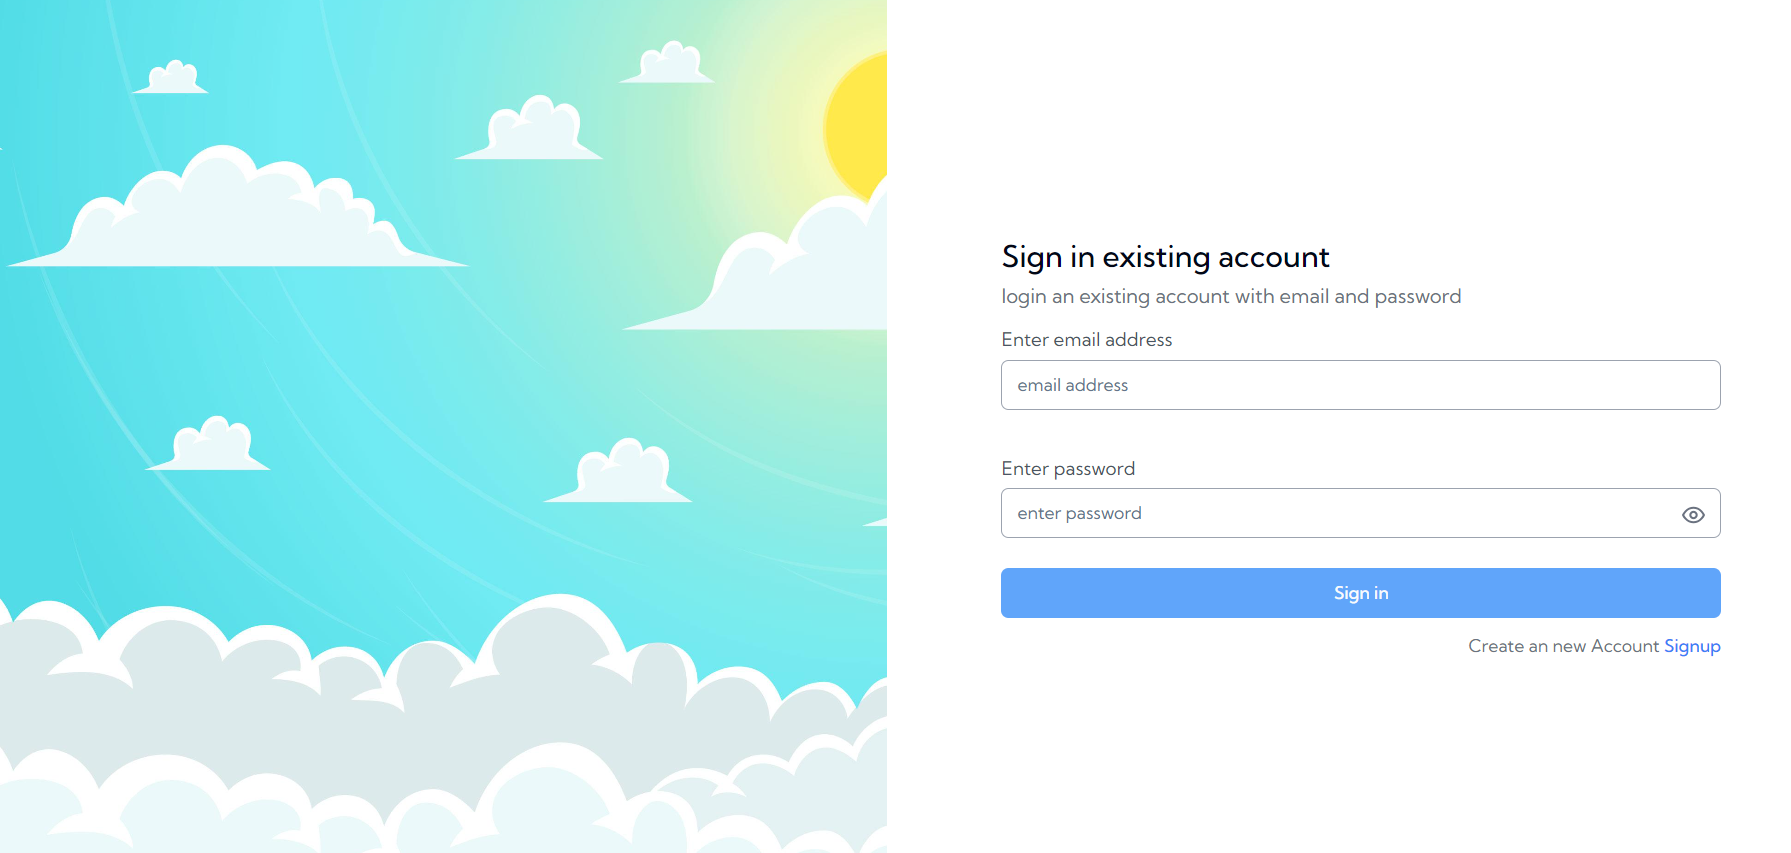 Sign in existing account
login an existing account with email and password
Enter email address
email address
Enter password
enter password
Sign in
Create an new Account Signup